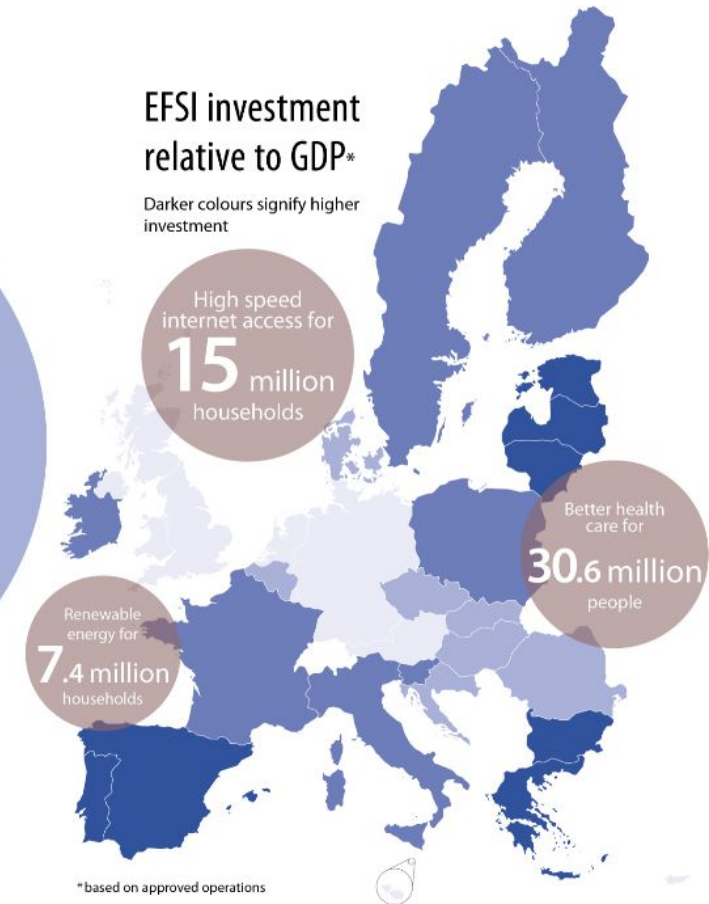 EFSI investment
relative to GDP*
Darker colours signify higher
investment
High speed
internet access for
15 million
households
Better health
care for
30.6 million
people
Renewable
energy for
7.4 million
households
*based on approved operations